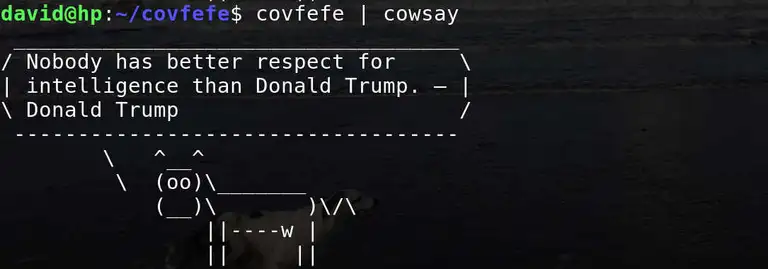 david@hp:~/covfefe$ covfefe | cowsay
 ___________________________________
/ Nobody has better respect for     \
| intelligence than Donald Trump. — |
\ Donald Trump                      /
 -----------------------------------
        \   ^__^
         \  (oo)\_______
            (__)\       )\/\
                ||----w |
                ||     ||